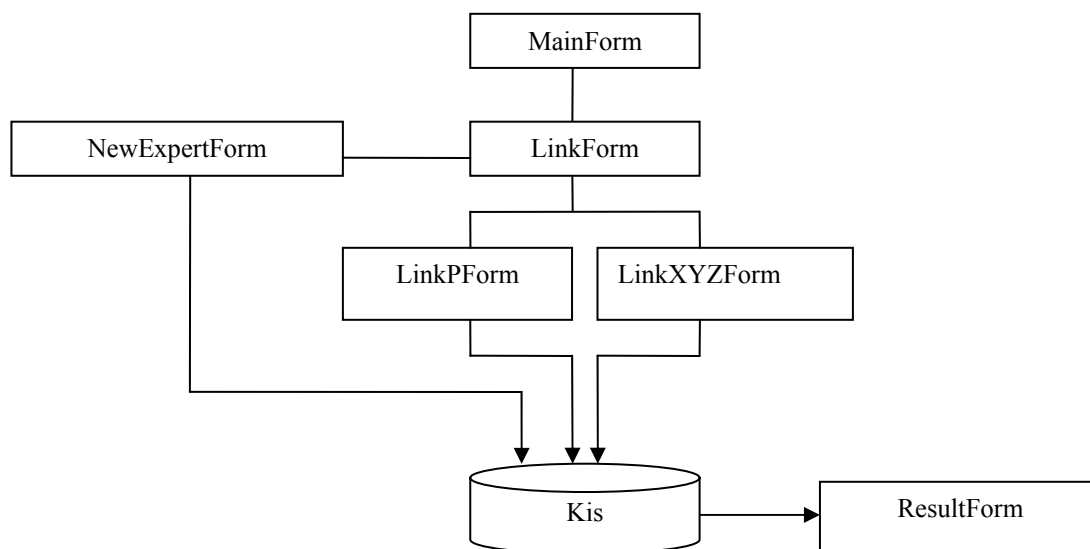 MainForm
NewExpertForm
LinkForm
LinkPForm
LinkXYZForm
Kis
ResultForm